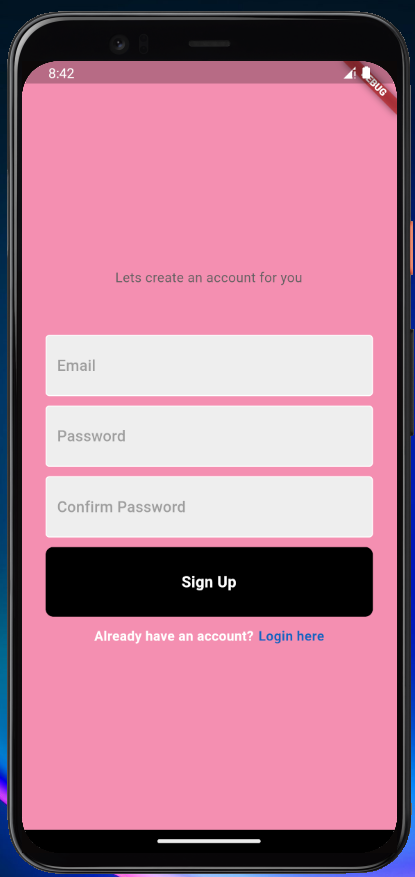 8:42
DEBUG
Lets create an account for you
Email
Password
Confirm Password
Sign Up
Already have an account? Login here